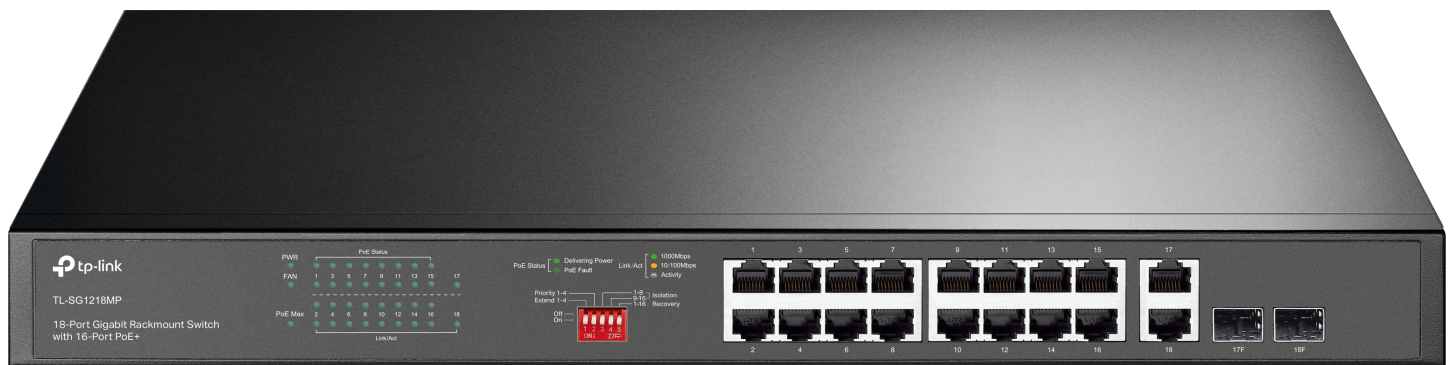 tp-link
TL-SG1218MP
18-Port Gigabit Rackmount Switch
with 16-Port PoE+
PWR
FAN
PoE Max
PoE Status
1 3 5 7 9 11 13 15 17
2 4 6 8 10 12 14 16 18
Link/Act
PoE Status
Delivering Power
PoE Fault
Link/Act
1000Mbps
10/100Mbps
Activity
Priority 1-4
Extend 1-4
1-8
9-16
Isolation
1-16 Recovery
Off
On
1 2 3 4 5
1 3 5 7 9 11 13 15 17
2 4 6 8 10 12 14 16 18 17F 18F